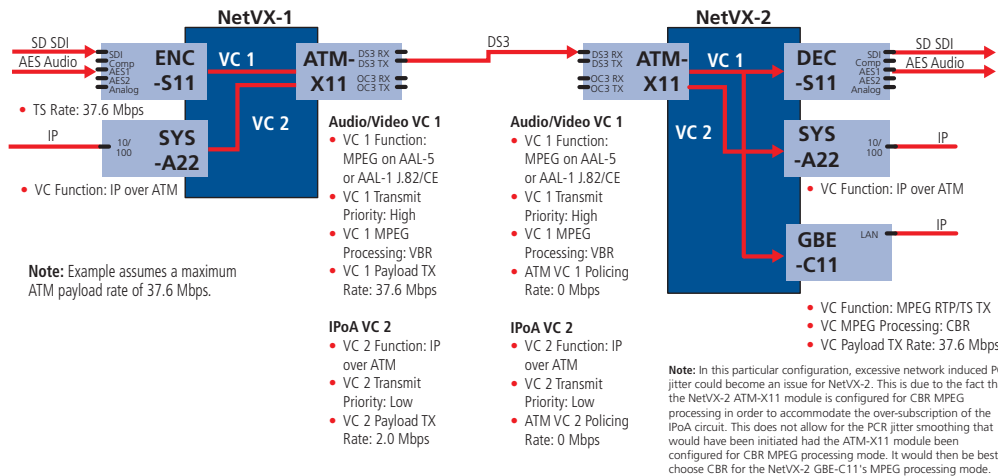 NetVX-1
NetVX-2
SD SDI
AES Audio
SDI
Comp
AES1
AES2
Analog
ENC
-S11
VC 1
ATM-
X11
DS3 RX
DS3 TX
OC3 RX
OC3 TX
DS3
DS3 RX
DS3 TX
OC3 RX
OC3 TX
ATM-
X11
VC 1
DEC
-S11
SDI
Comp
AES1
AES2
Analog
SD SDI
AES Audio
• TS Rate: 37.6 Mbps
IP
10/
100
SYS
-A22
VC 2
• VC Function: IP over ATM
Note: Example assumes a maximum
ATM payload rate of 37.6 Mbps.
Audio/Video VC 1
• VC 1 Function:
MPEG on AAL-5
or AAL-1 J.82/CE
• VC 1 Transmit
Priority: High
• VC 1 MPEG
Processing: VBR
• VC 1 Payload TX
Rate: 37.6 Mbps
IPoA VC 2
• VC 2 Function: IP
over ATM
• VC 2 Transmit
Priority: Low
• VC 2 Payload TX
Rate: 2.0 Mbps
Audio/Video VC 1
• VC 1 Function:
MPEG on AAL-5
or AAL-1 J.82/CE
• VC 1 Transmit
Priority: High
• VC 1 MPEG
Processing: VBR
• ATM VC 1 Policing
Rate: 0 Mbps
IPoA VC 2
• VC 2 Function: IP
over ATM
• VC 2 Transmit
Priority: Low
• ATM VC 2 Policing
Rate: 0 Mbps
VC 2
SYS
-A22
10/
100
IP
• VC Function: IP over ATM
GBE
-C11
LAN
IP
• VC Function: MPEG RTP/TS TX
• VC MPEG Processing: CBR
• VC Payload TX Rate: 37.6 Mbps
Note: In this particular configuration, excessive network induced
jitter could become an issue for NetVX-2. This is due to the fact
the NetVX-2 ATM-X11 module is configured for CBR MPEG
processing in order to accommodate the over-subscription of the
IPoA circuit. This does not allow for the PCR jitter smoothing that
would have been initiated had the ATM-X11 module been
configured for CBR MPEG processing mode. It would then be best
choose CBR for the NetVX-2 GBE-C11's MPEG processing mode.